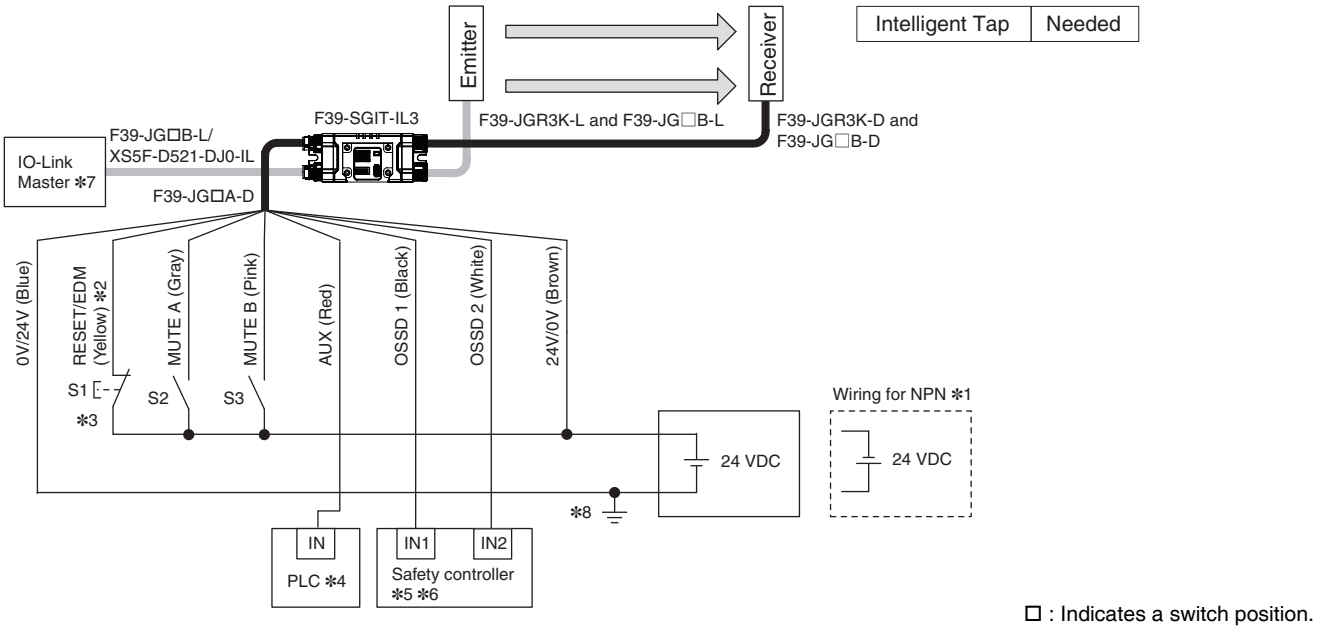 Emitter
Receiver
Intelligent Tap Needed
F39-SGIT-IL3
F39-JGR3K-L and F39-JG□B-L
F39-JGR3K-D and
F39-JG□B-D
F39-JG□B-L/
XS5F-D521-DJ0-IL
IO-Link
Master ✻7
F39-JG□A-D
0V/24V (Blue)
RESET/EDM
(Yellow) ✻2
MUTE A (Gray)
MUTE B (Pink)
AUX (Red)
OSSD 1 (Black)
OSSD 2 (White)
24V/0V (Brown)
S1
✻3
S2
S3
Wiring for NPN ✻1
24 VDC
24 VDC
✻8
IN
PLC ✻4
IN1
IN2
Safety controller
✻5 ✻6
□ : Indicates a switch position.